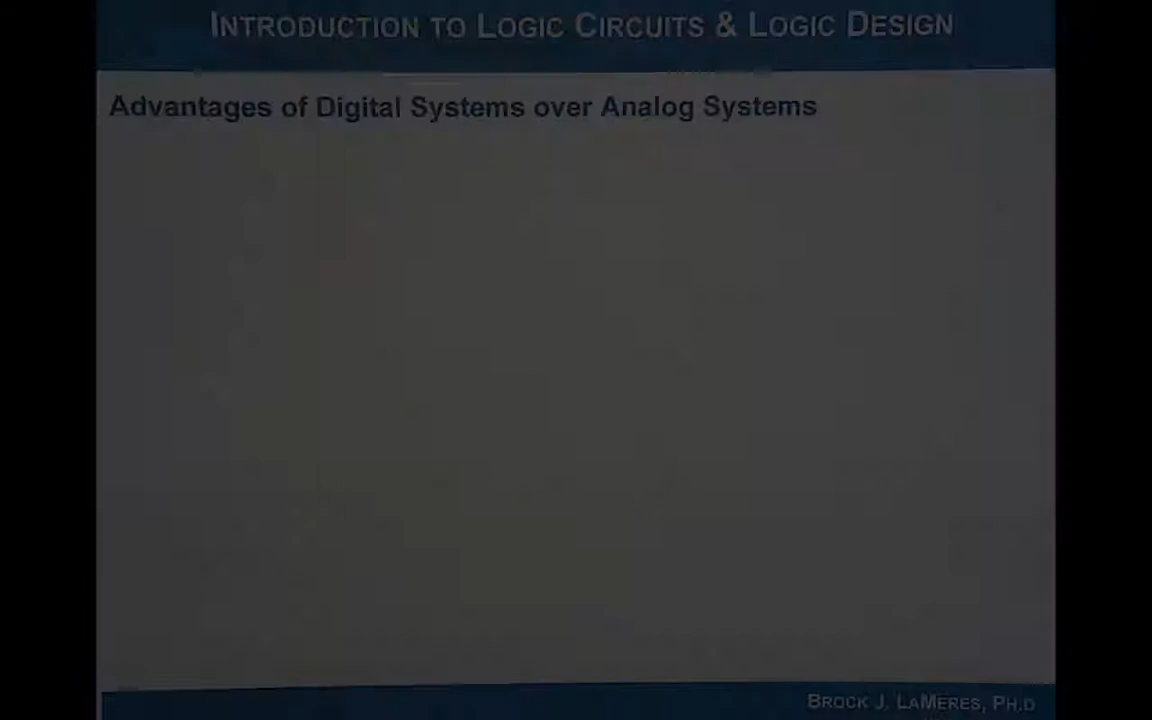 INTRODUCTION TO LOGIC CIRCUITS & LOGIC DESIGN
Advantages of Digital Systems over Analog Systems
BROCK J. LAMERES, PH.D